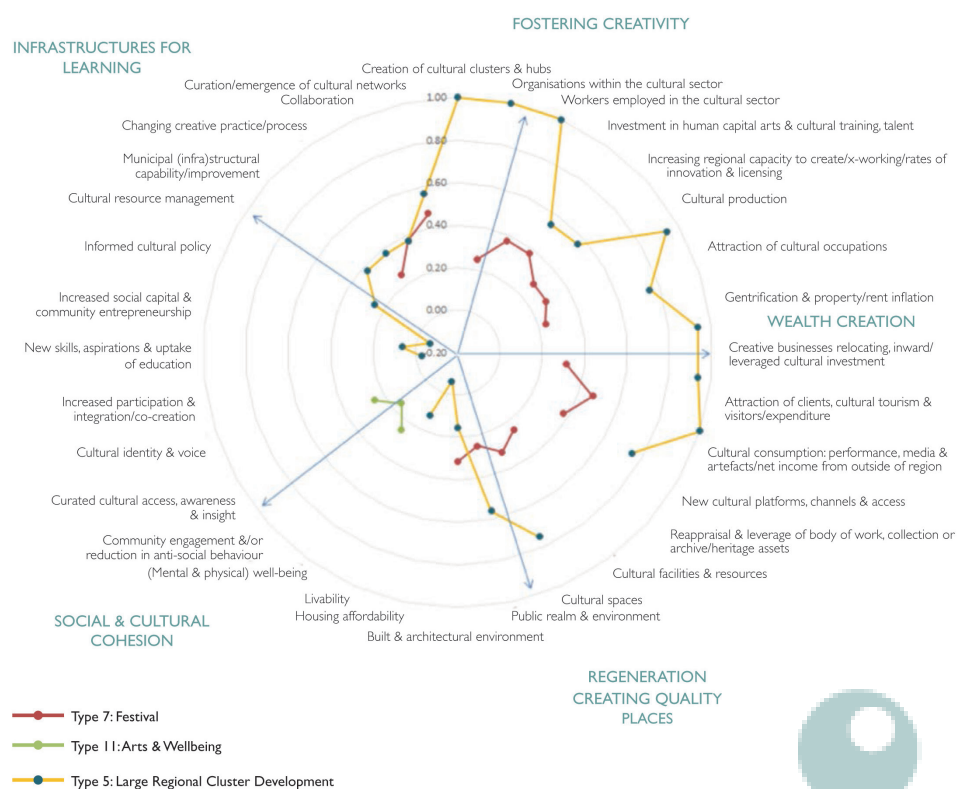 FOSTERING CREATIVITY
INFRASTRUCTURES FOR
LEARNING
Creation of cultural clusters & hubs
Organisations within the cultural sector
Workers employed in the cultural sector
Investment in human capital arts & cultural training, talent
Increasing regional capacity to create/x-working/rates of
innovation & licensing
Cultural production
Attraction of cultural occupations
Gentrification & property/rent inflation
WEALTH CREATION
Creative businesses relocating, inward/
leveraged cultural investment
Attraction of clients, cultural tourism &
visitors/expenditure
Cultural consumption: performance, media &
artefacts/net income from outside of region
New cultural platforms, channels & access
Reappraisal & leverage of body of work, collection or
archive/heritage assets
Cultural facilities & resources
Cultural spaces
Public realm & environment
Built & architectural environment
Housing affordability
Livability
(Mental & physical) well-being
Community engagement &/or
reduction in anti-social behaviour
Curated cultural access, awareness
& insight
Cultural identity & voice
Increased participation &
integration/co-creation
New skills, aspirations & uptake
of education
Increased social capital &
community entrepreneurship
Informed cultural policy
Cultural resource management
Municipal (infra)structural
capability/improvement
Changing creative practice/process
Collaboration
Curation/emergence of cultural networks
1.00
0.80
0.60
0.40
0.20
0.00
-0.20
SOCIAL & CULTURAL
COHESION
REGENERATION
CREATING QUALITY
PLACES
Type 7: Festival
Type 11: Arts & Wellbeing
Type 5: Large Regional Cluster Development